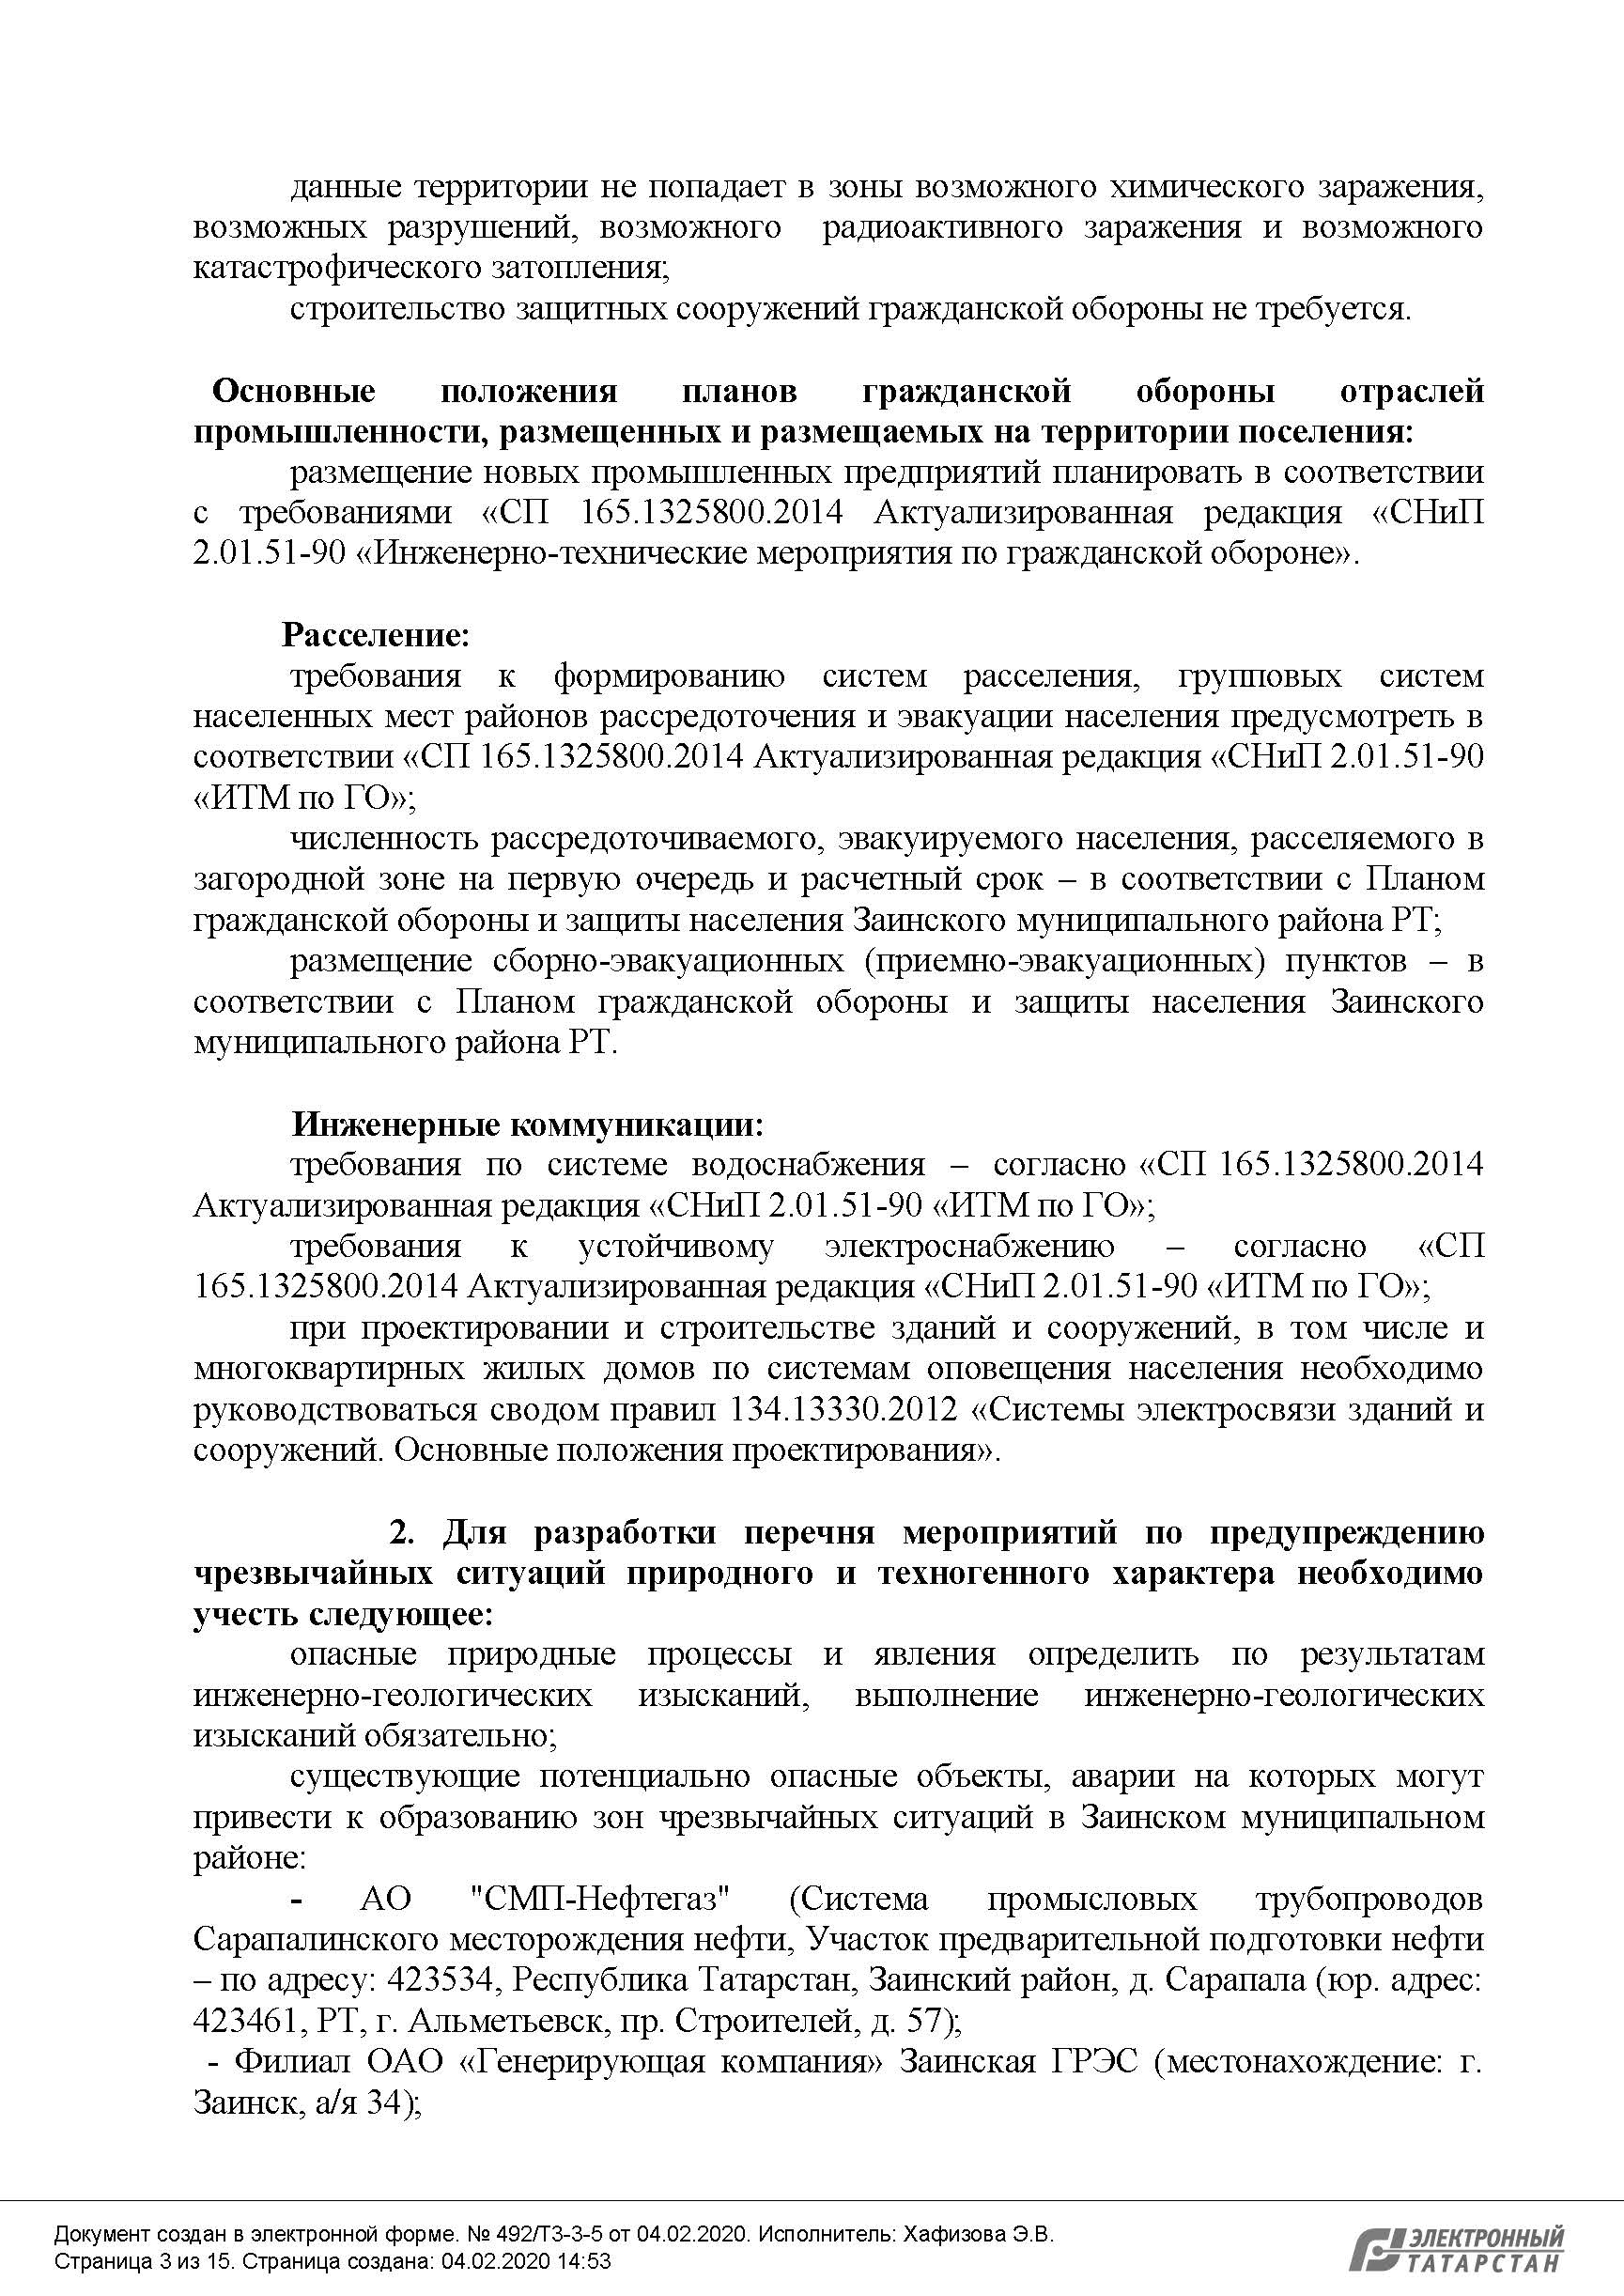 данные территории не попадает в зоны возможного химического заражения,
возможных разрушений, возможного радиоактивного заражения и возможного
катастрофического затопления;
строительство защитных сооружений гражданской обороны не требуется.
Основные положения планов гражданской обороны отраслей
промышленности, размещенных и размещаемых на территории поселения:
размещение новых промышленных предприятий планировать в соответствии
с требованиями «СП 165.1325800.2014 Актуализированная редакция «СНиП
2.01.51-90 «Инженерно-технические мероприятия по гражданской обороне».
Расселение:
требования к формированию систем расселения, групповых систем
населенных мест районов рассредоточения и эвакуации населения предусмотреть в
соответствии «СП 165.1325800.2014 Актуализированная редакция «СНиП 2.01.51-90
«ИТМ по ГО»;
численность рассредоточиваемого, эвакуируемого населения, расселяемого в
загородной зоне на первую очередь и расчетный срок – в соответствии с Планом
гражданской обороны и защиты населения Заинского муниципального района РТ;
размещение сборно-эвакуационных (приемно-эвакуационных) пунктов – в
соответствии с Планом гражданской обороны и защиты населения Заинского
муниципального района РТ.
Инженерные коммуникации:
требования по системе водоснабжения – согласно «СП 165.1325800.2014
Актуализированная редакция «СНиП 2.01.51-90 «ИТМ по ГО»;
требования к устойчивому электроснабжению – согласно «СП
165.1325800.2014 Актуализированная редакция «СНиП 2.01.51-90 «ИТМ по ГО»;
при проектировании и строительстве зданий и сооружений, в том числе и
многоквартирных жилых домов по системам оповещения населения необходимо
руководствоваться сводом правил 134.13330.2012 «Системы электросвязи зданий и
сооружений. Основные положения проектирования».
2. Для разработки перечня мероприятий по предупреждению
чрезвычайных ситуаций природного и техногенного характера необходимо
учесть следующее:
опасные природные процессы и явления определить по результатам
инженерно-геологических изысканий, выполнение инженерно-геологических
изысканий обязательно;
существующие потенциально опасные объекты, аварии на которых могут
привести к образованию зон чрезвычайных ситуаций в Заинском муниципальном
районе:
- АО "СМП-Нефтегаз" (Система промысловых трубопроводов
Сарапалинского месторождения нефти, Участок предварительной подготовки нефти
– по адресу: 423534, Республика Татарстан, Заинский район, д. Сарапала (юр. адрес:
423461, РТ, г. Альметьевск, пр. Строителей, д. 57);
- Филиал ОАО «Генерирующая компания» Заинская ГРЭС (местонахождение: г.
Заинск, а/я 34);
Документ создан в электронной форме. № 492/ТЗ-3-5 от 04.02.2020. Исполнитель: Хафизова Э.В.
Страница 3 из 15. Страница создана: 04.02.2020 14:53
ЭЛЕКТРОННЫЙ
ТАТАРСТАН